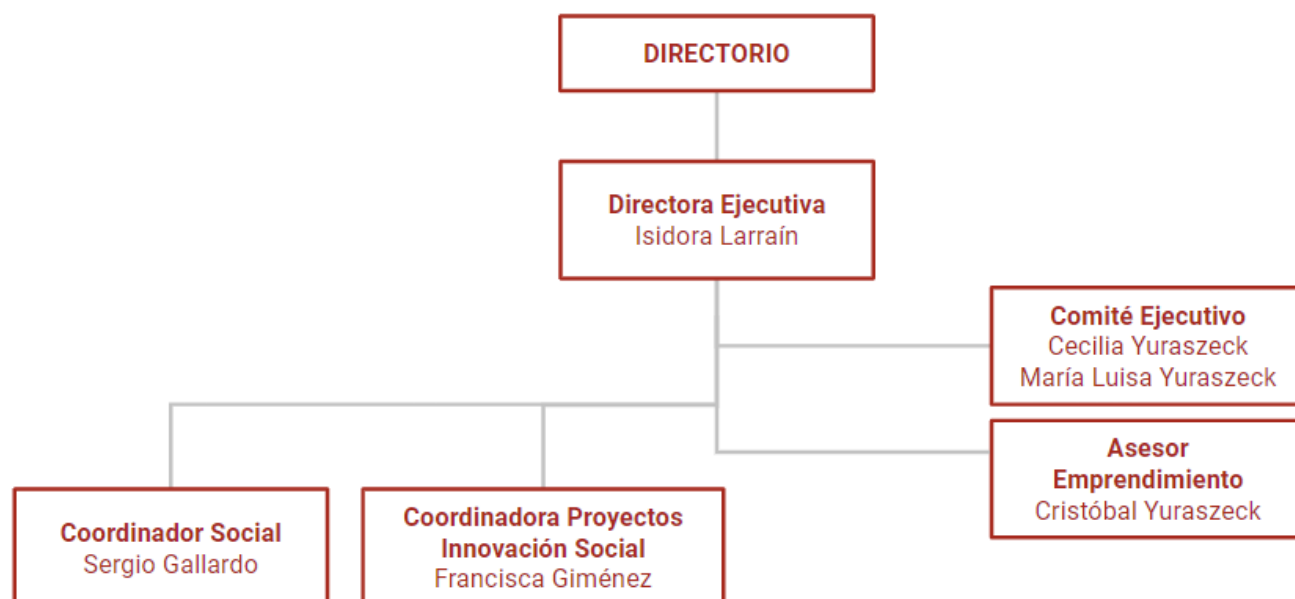 DIRECTORIO
Directora Ejecutiva
Isidora Larraín
Comité Ejecutivo
Cecilia Yuraszeck
María Luisa Yuraszeck
Asesor
Emprendimiento
Cristóbal Yuraszeck
Coordinador Social
Sergio Gallardo
Coordinadora Proyectos
Innovación Social
Francisca Giménez